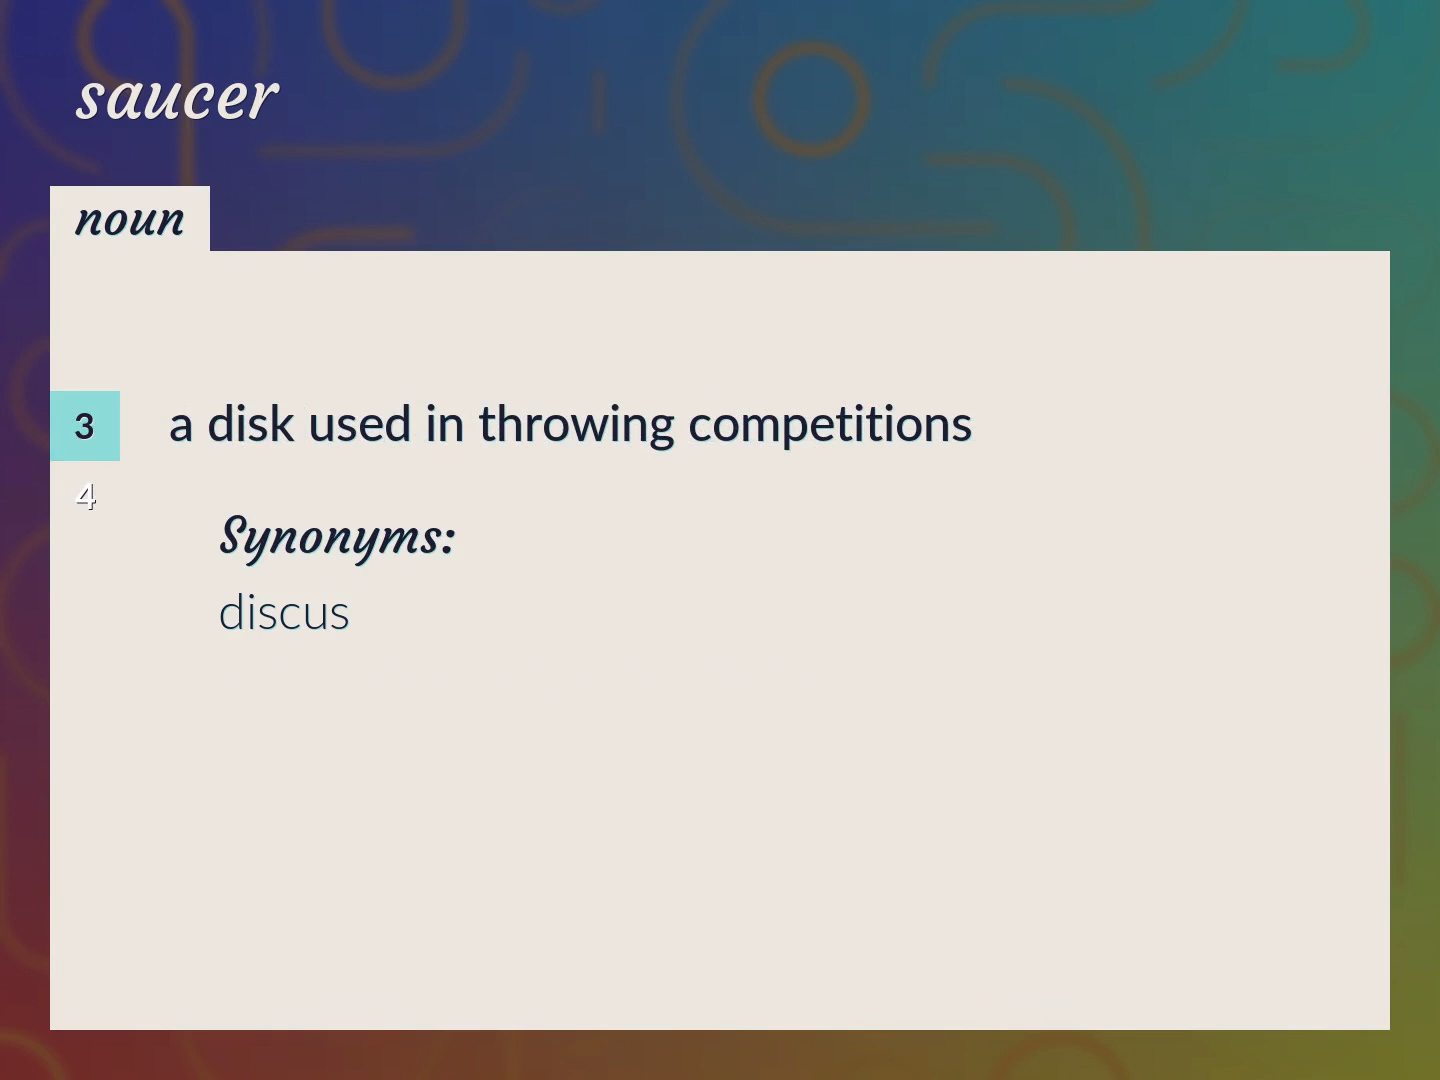 saucer
noun
3
a disk used in throwing competitions
4
Synonyms:
discus